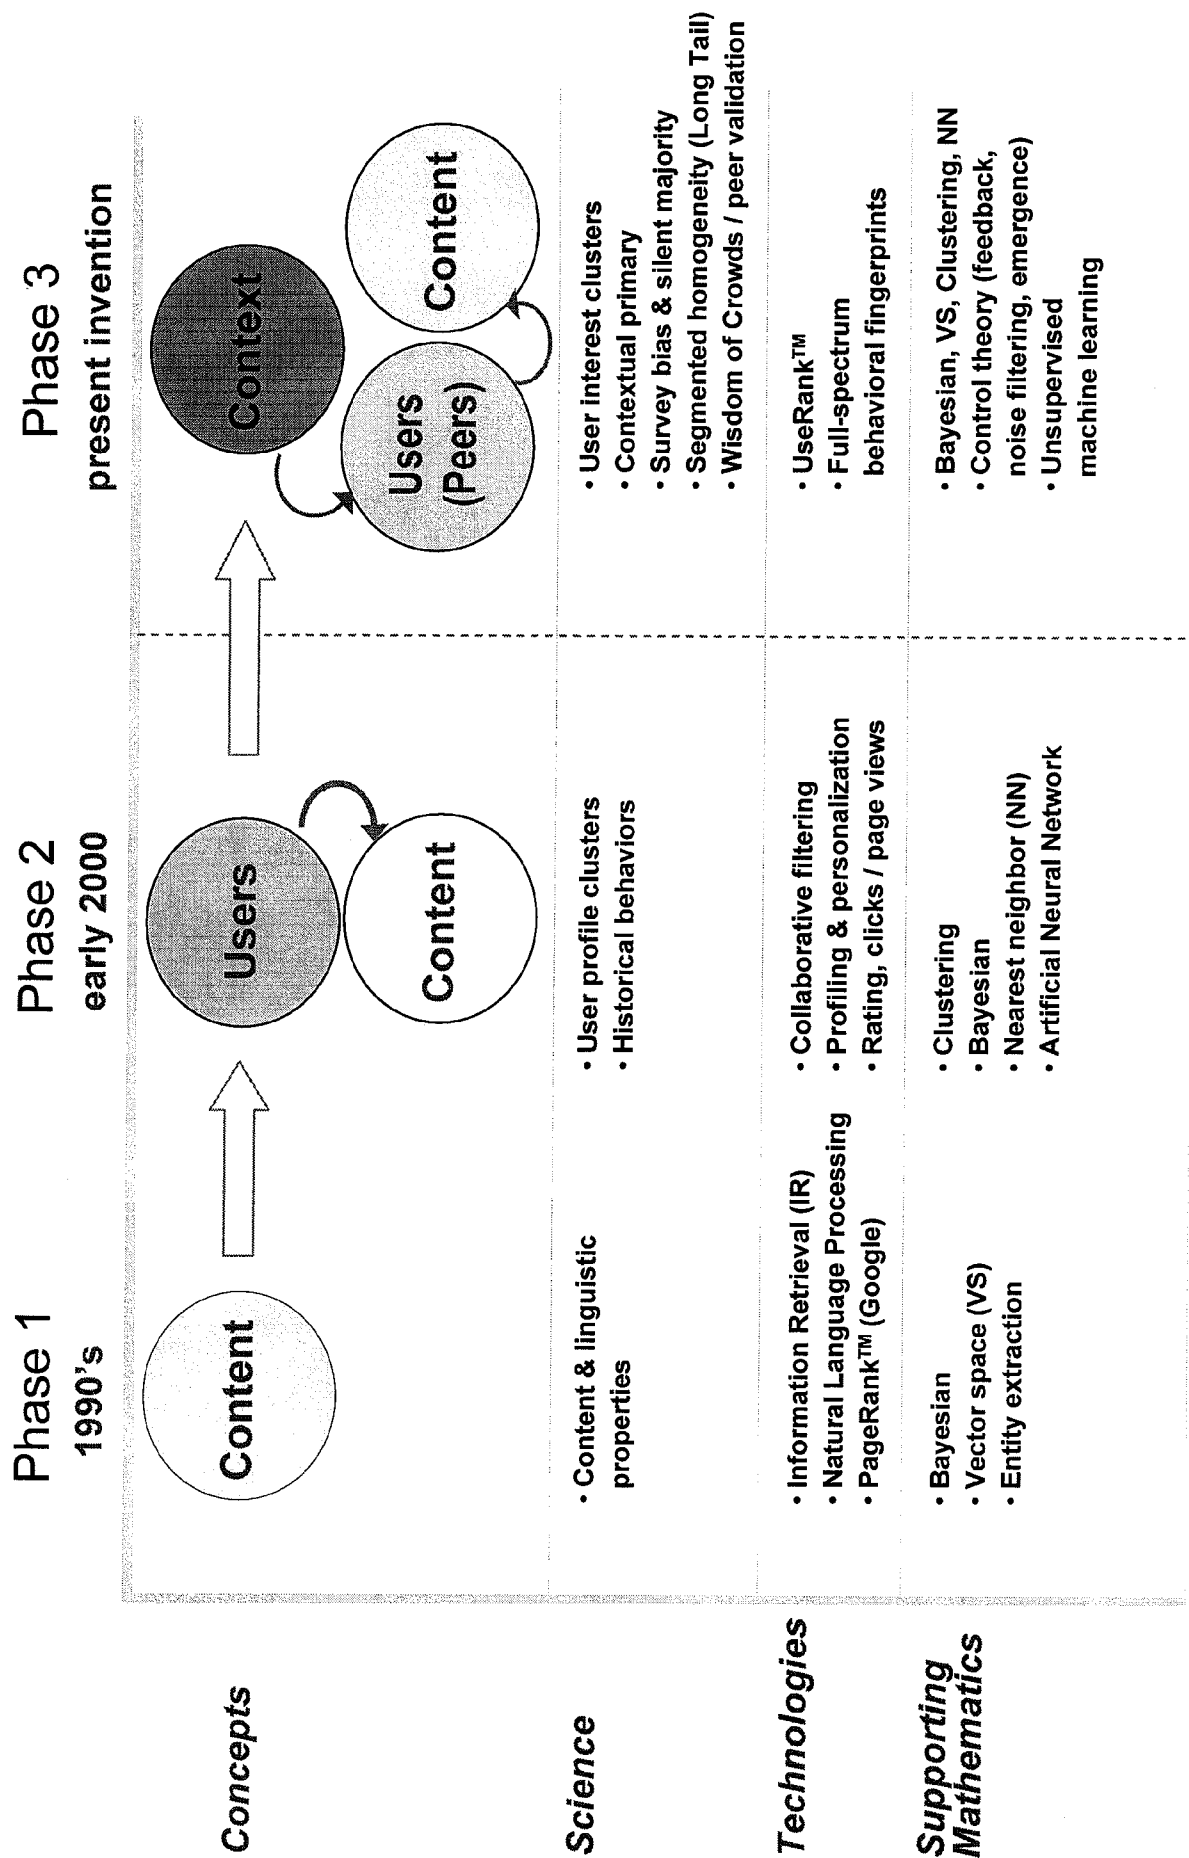 Phase 1
1990's
Phase 2
early 2000
Phase 3
present invention
Concepts
Content
Users
Content
Context
Users
(Peers)
Content
Science
• Content & linguistic
properties
• User profile clusters
• Historical behaviors
• User interest clusters
• Contextual primary
• Survey bias & silent majority
• Segmented homogeneity (Long Tail)
• Wisdom of Crowds / peer validation
Technologies
• Information Retrieval (IR)
• Natural Language Processing
• PageRank™ (Google)
• Collaborative filtering
• Profiling & personalization
• Rating, clicks / page views
• UseRank™
• Full-spectrum
behavioral fingerprints
Supporting
Mathematics
• Bayesian
• Vector space (VS)
• Entity extraction
• Clustering
• Bayesian
• Nearest neighbor (NN)
• Artificial Neural Network
• Bayesian, VS, Clustering, NN
• Control theory (feedback,
noise filtering, emergence)
• Unsupervised
machine learning